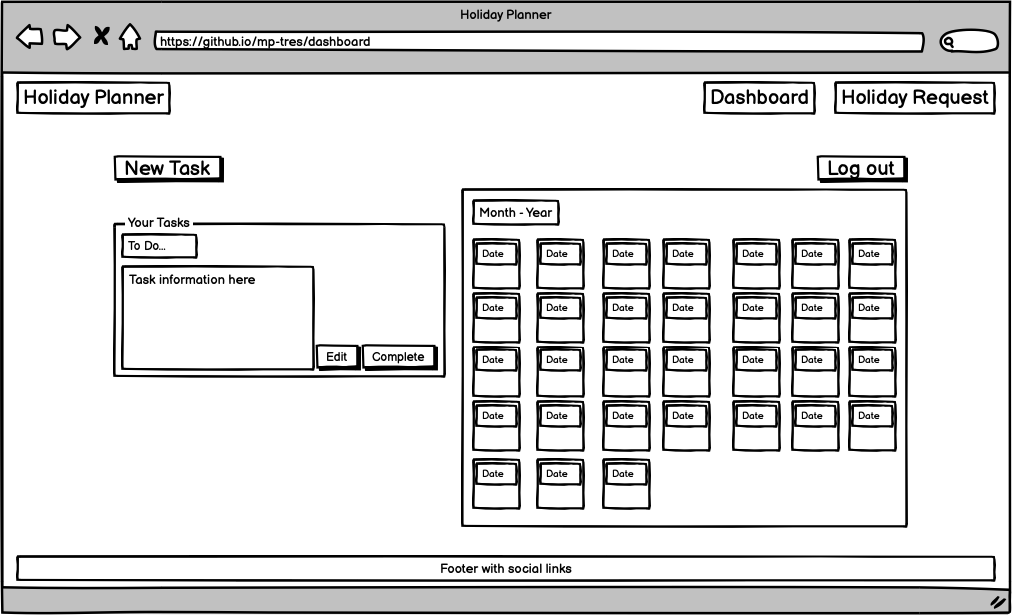 Holiday Planner
https://github.io/mp-tres/dashboard
Holiday Planner
Dashboard
Holiday Request
New Task
Log out
Your Tasks
To Do...
Task information here
Edit
Complete
Month - Year
Date Date Date Date Date Date Date
Date Date Date Date Date Date Date
Date Date Date Date Date Date Date
Date Date Date Date Date Date Date
Date Date Date
Footer with social links